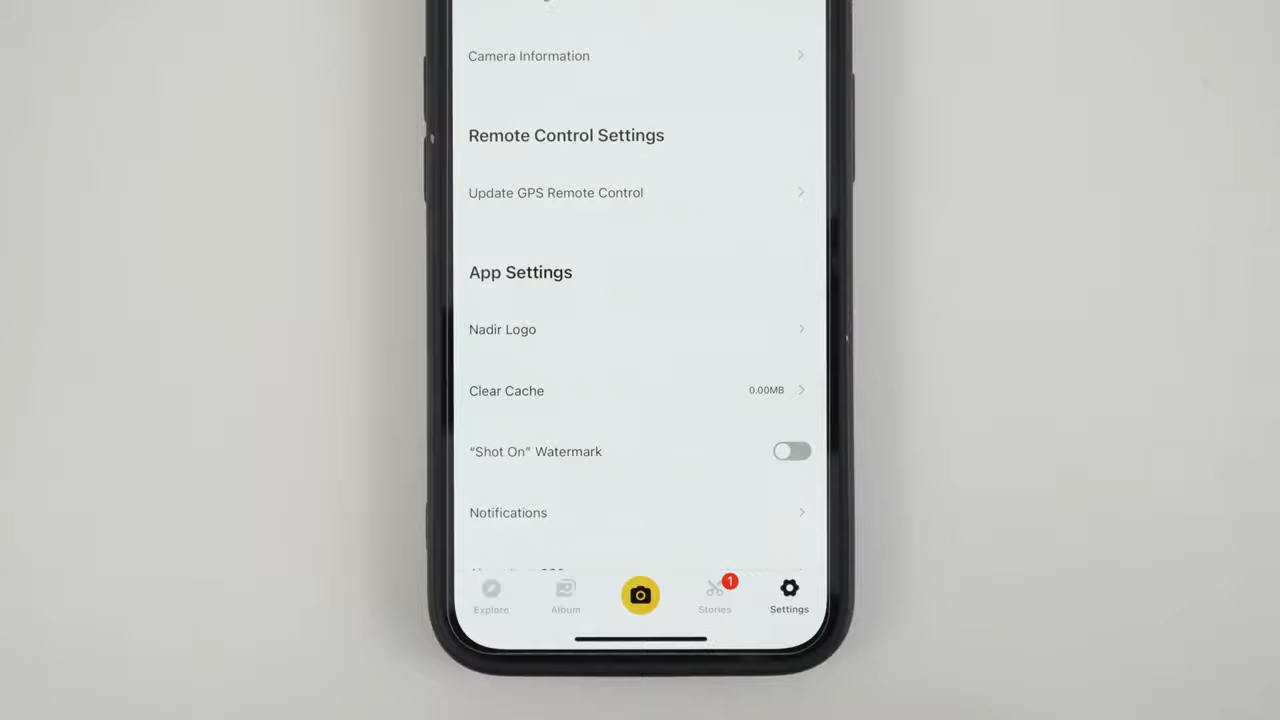 Camera Information
Remote Control Settings
Update GPS Remote Control
App Settings
Nadir Logo
Clear Cache 0.00MB
“Shot On” Watermark
Notifications
1
Explore Album Stories Settings